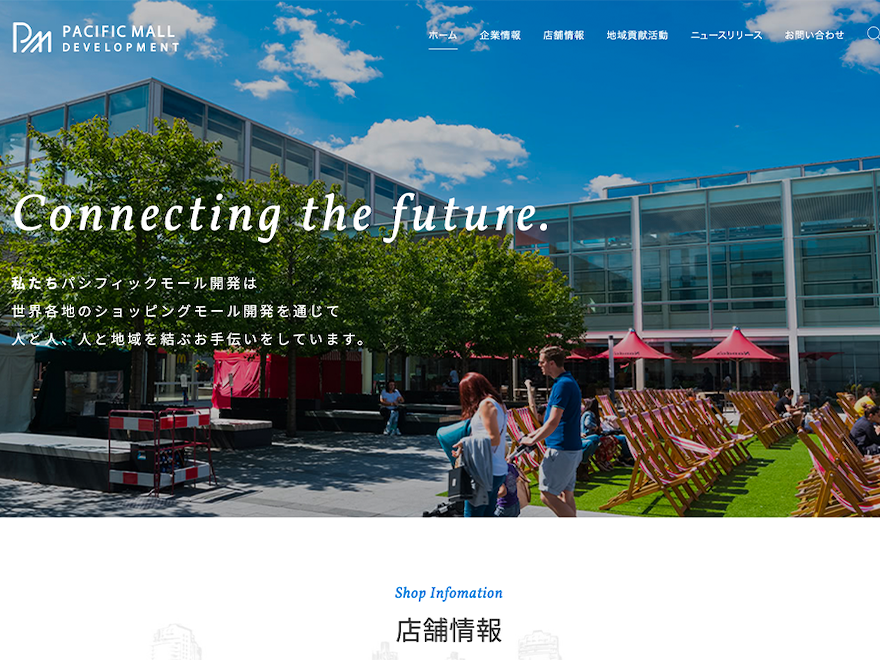 PACIFIC MALL
DEVELOPMENT
ホーム 企業情報 店舗情報 地域貢献活動 ニュースリリース お問い合わせ
Connecting the future.
私たちパシフィックモール開発は
世界各地のショッピングモール開発を通じて
人と人、人と地域を結ぶお手伝いをしています。
Shop Infomation
店舗情報